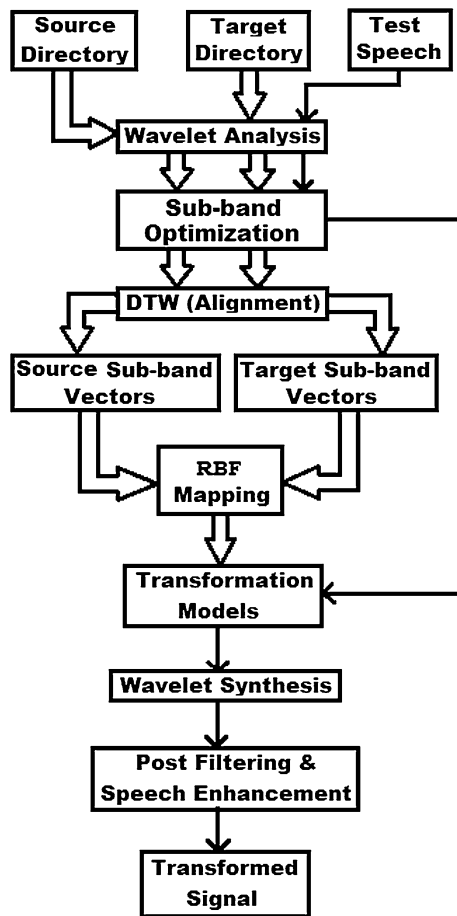 Source
Directory
Target
Directory
Test
Speech
Wavelet Analysis
Sub-band
Optimization
DTW (Alignment)
Source Sub-band
Vectors
Target Sub-band
Vectors
RBF
Mapping
Transformation
Models
Wavelet Synthesis
Post Filtering &
Speech Enhancement
Transformed
Signal